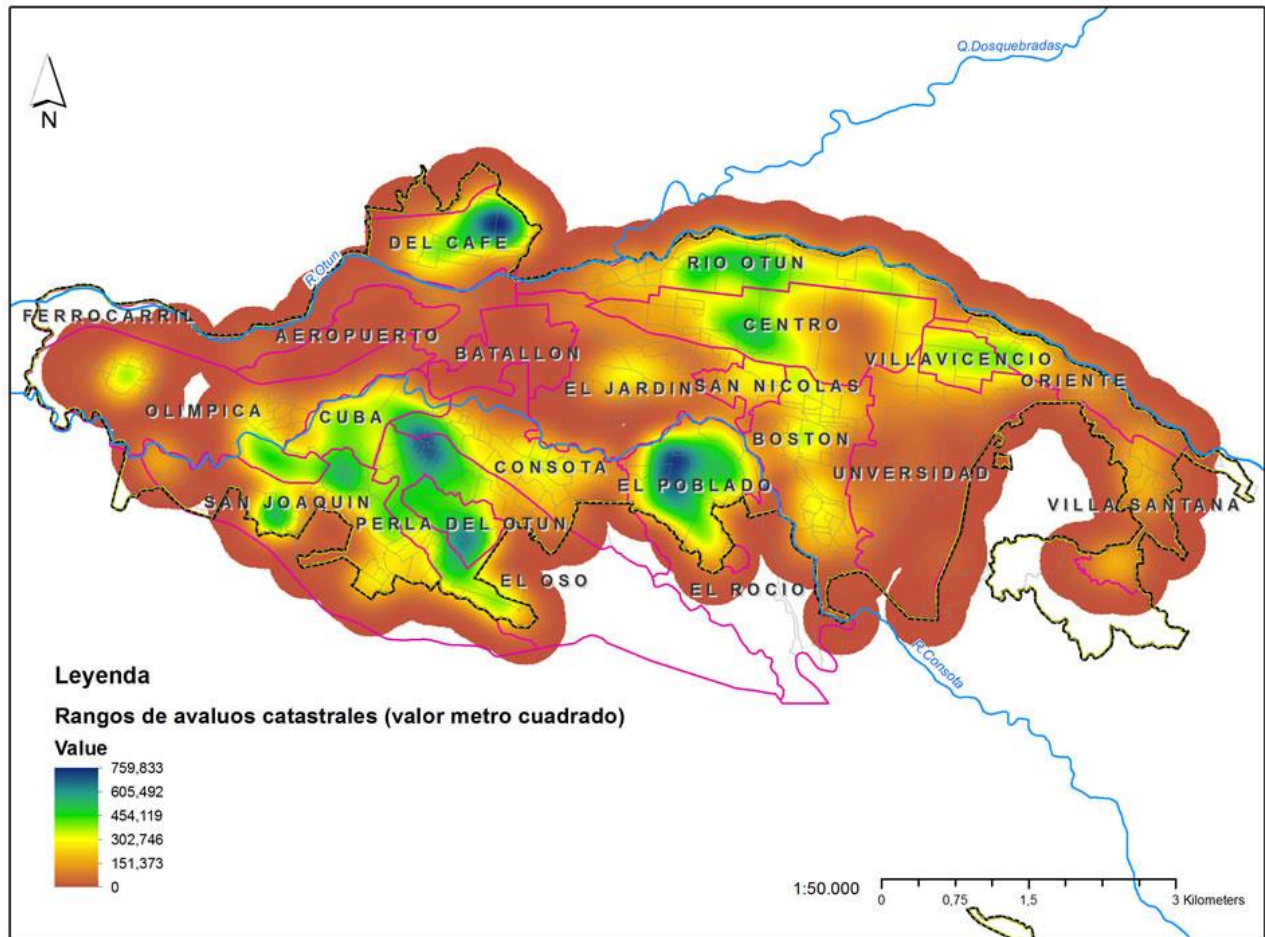 Q.Dosquebradas
N
DEL CAFE
RIO OTUN
R.Otun
FERROCARRIL
AEROPUERTO
CENTRO
BATALLON
VILLAVICENCIO
EL JARDIN
SAN NICOLAS
ORIENTE
OLIMPICA
CUBA
BOSTON
CONSOTA
UNVERSIDAD
EL POBLADO
SAN JOAQUIN
VILLA SANTANA
PERLA DEL OTUN
EL OSO
EL ROCIO
R.Consota
Leyenda
Rangos de avaluos catastrales (valor metro cuadrado)
Value
759,833
605,492
454,119
302,746
151,373
0
1:50.000
0 0,75 1,5 3 Kilometers